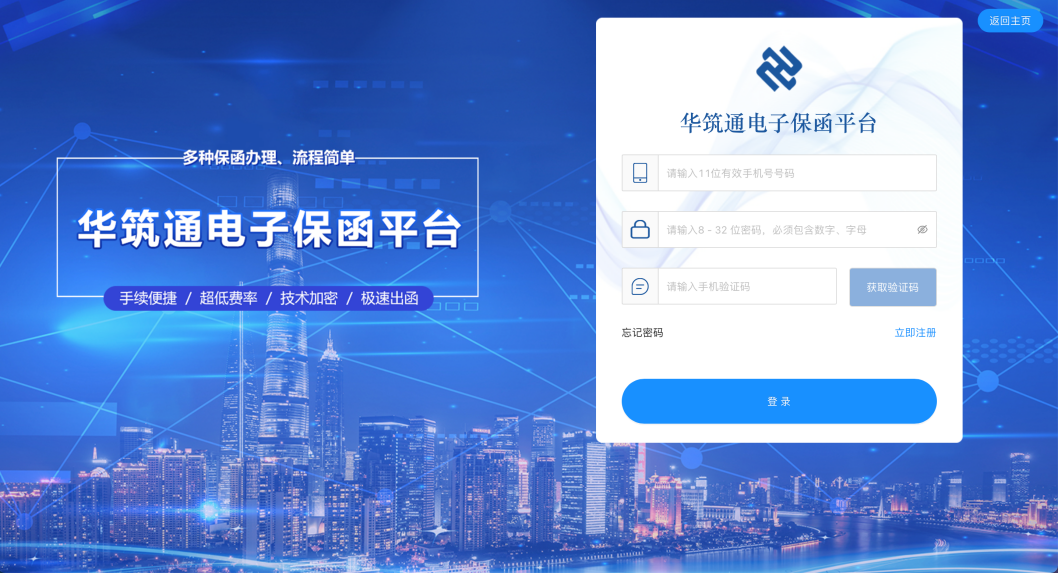 返回主页
多种保函办理、流程简单
华筑通电子保函平台
手续便捷 / 超低费率 / 技术加密 / 极速出函
华筑通电子保函平台
请输入11位有效手机号号码
请输入8 - 32 位密码，必须包含数字、字母
请输入手机验证码
获取验证码
忘记密码
立即注册
登 录